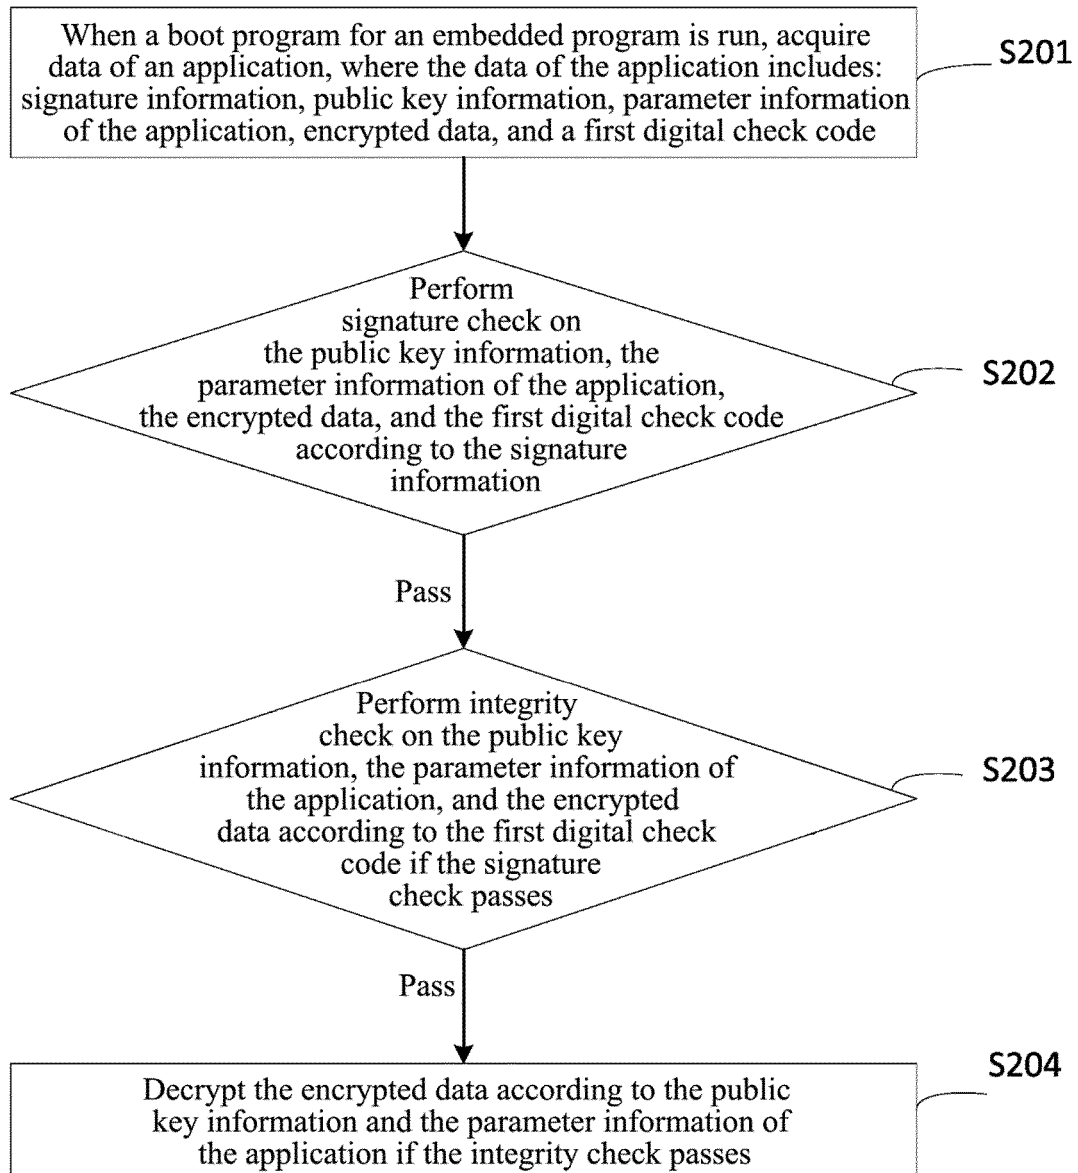 When a boot program for an embedded program is run, acquire
data of an application, where the data of the application includes:
signature information, public key information, parameter information
of the application, encrypted data, and a first digital check code
S201
Perform
signature check on
the public key information, the
parameter information of the application,
the encrypted data, and the first digital check code
according to the signature
information
S202
Pass
Perform integrity
check on the public key
information, the parameter information of
the application, and the encrypted
data according to the first digital check
code if the signature
check passes
S203
Pass
Decrypt the encrypted data according to the public
key information and the parameter information of
the application if the integrity check passes
S204